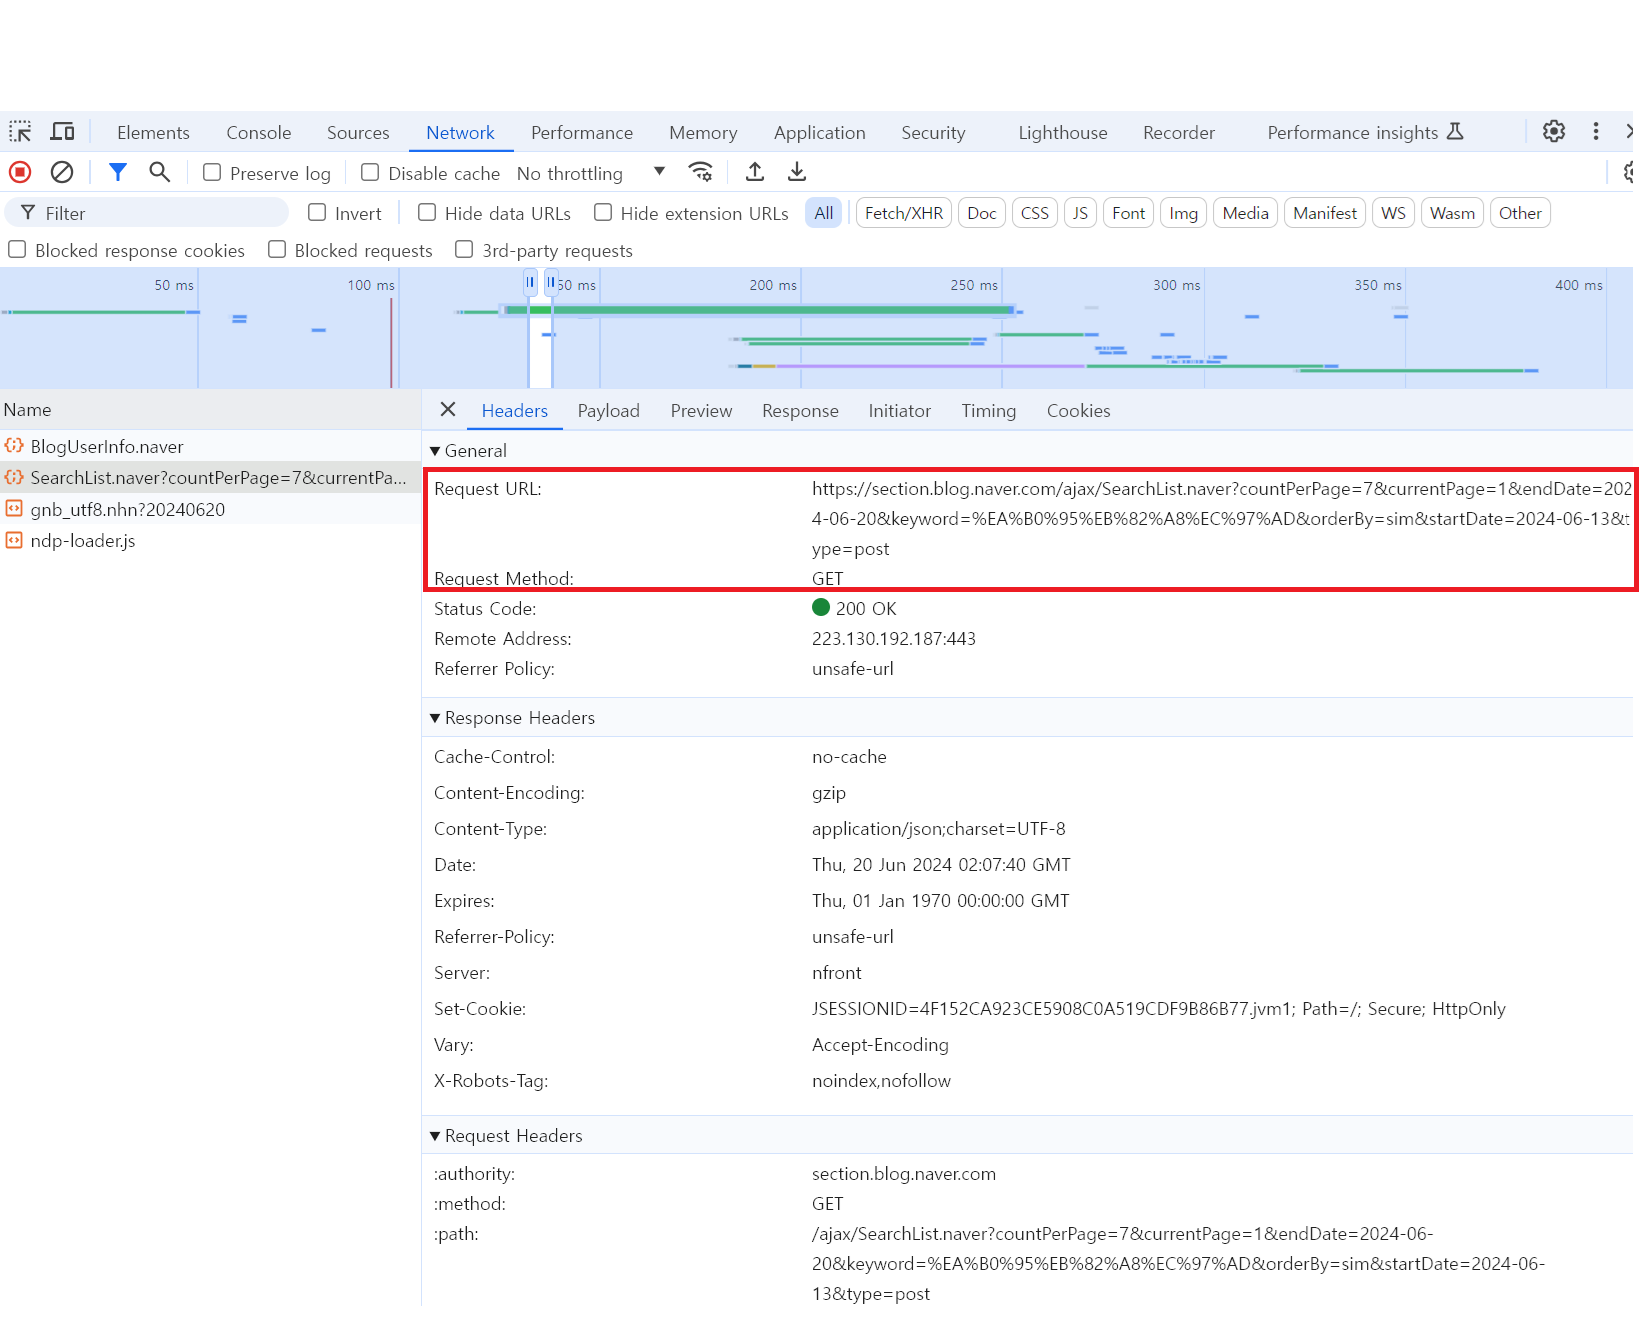 Elements Console Sources Network Performance Memory Application Security Lighthouse Recorder Performance insights
Preserve log Disable cache No throttling
Filter Invert Hide data URLs Hide extension URLs All Fetch/XHR Doc CSS JS Font Img Media Manifest WS Wasm Other
Blocked response cookies Blocked requests 3rd-party requests
50 ms 100 ms 50 ms 200 ms 250 ms 300 ms 350 ms 400 ms
Name
BlogUserInfo.naver
SearchList.naver?countPerPage=7&currentPa...
gnb_utf8.nhn?20240620
ndp-loader.js
Headers Payload Preview Response Initiator Timing Cookies
General
Request URL: https://section.blog.naver.com/ajax/SearchList.naver?countPerPage=7&currentPage=1&endDate=202
4-06-20&keyword=%EA%B0%95%EB%82%A8%EC%97%AD&orderBy=sim&startDate=2024-06-13&t
ype=post
Request Method: GET
Status Code: 200 OK
Remote Address: 223.130.192.187:443
Referrer Policy: unsafe-url
Response Headers
Cache-Control: no-cache
Content-Encoding: gzip
Content-Type: application/json;charset=UTF-8
Date: Thu, 20 Jun 2024 02:07:40 GMT
Expires: Thu, 01 Jan 1970 00:00:00 GMT
Referrer-Policy: unsafe-url
Server: nfront
Set-Cookie: JSESSIONID=4F152CA923CE5908C0A519CDF9B86B77.jvm1; Path=/; Secure; HttpOnly
Vary: Accept-Encoding
X-Robots-Tag: noindex,nofollow
Request Headers
:authority: section.blog.naver.com
:method: GET
:path: /ajax/SearchList.naver?countPerPage=7&currentPage=1&endDate=2024-06-
20&keyword=%EA%B0%95%EB%82%A8%EC%97%AD&orderBy=sim&startDate=2024-06-
13&type=post